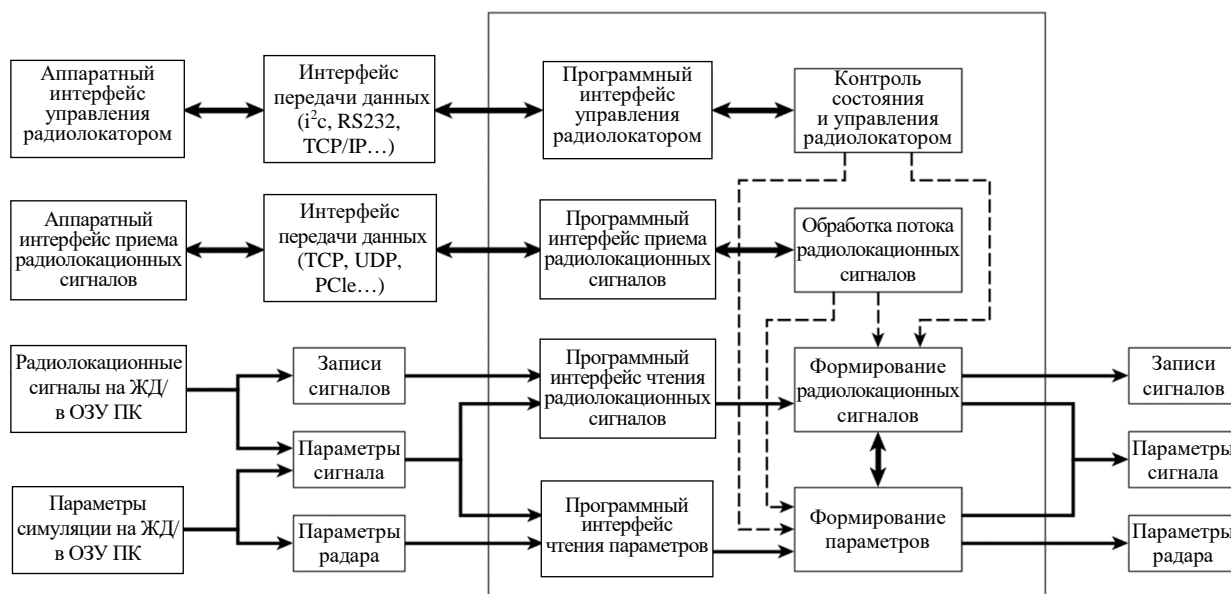 Аппаратный
интерфейс
управления
радиолокатором
Интерфейс
передачи данных
(i²c, RS232,
TCP/IP…)
Программный
интерфейс
управления
радиолокатором
Контроль
состояния
и управления
радиолокатором
Аппаратный
интерфейс приема
радиолокационных
сигналов
Интерфейс
передачи данных
(TCP, UDP,
PCle…)
Программный
интерфейс приема
радиолокационных
сигналов
Обработка потока
радиолокационных
сигналов
Радиолокационные
сигналы на ЖД/
в ОЗУ ПК
Записи
сигналов
Программный
интерфейс чтения
радиолокационных
сигналов
Формирование
радиолокационных
сигналов
Записи
сигналов
Параметры
сигнала
Параметры
сигнала
Параметры
симуляции на ЖД/
в ОЗУ ПК
Параметры
радара
Программный
интерфейс
чтения параметров
Формирование
параметров
Параметры
радара